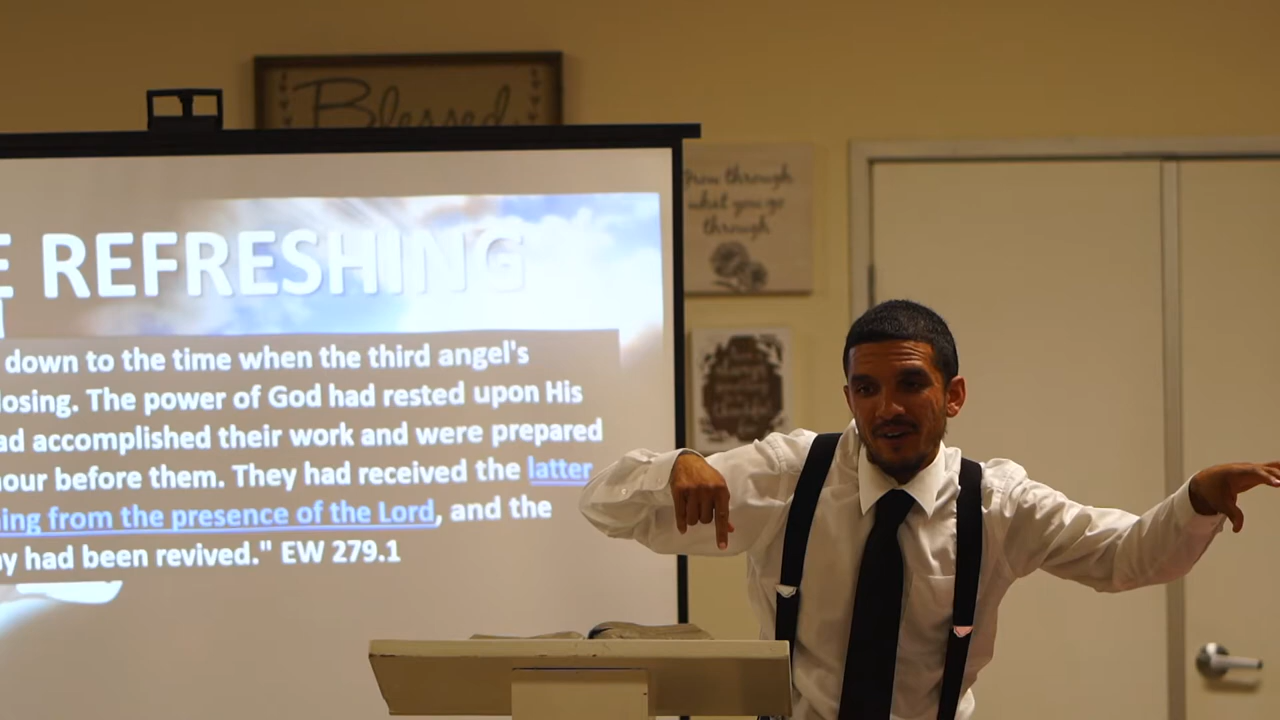 Blessed
E REFRESHING
down to the time when the third angel's
losing. The power of God had rested upon His
ad accomplished their work and were prepared
hour before them. They had received the latter
ing from the presence of the Lord, and the
y had been revived." EW 279.1
through
what you go
through
always
thankful